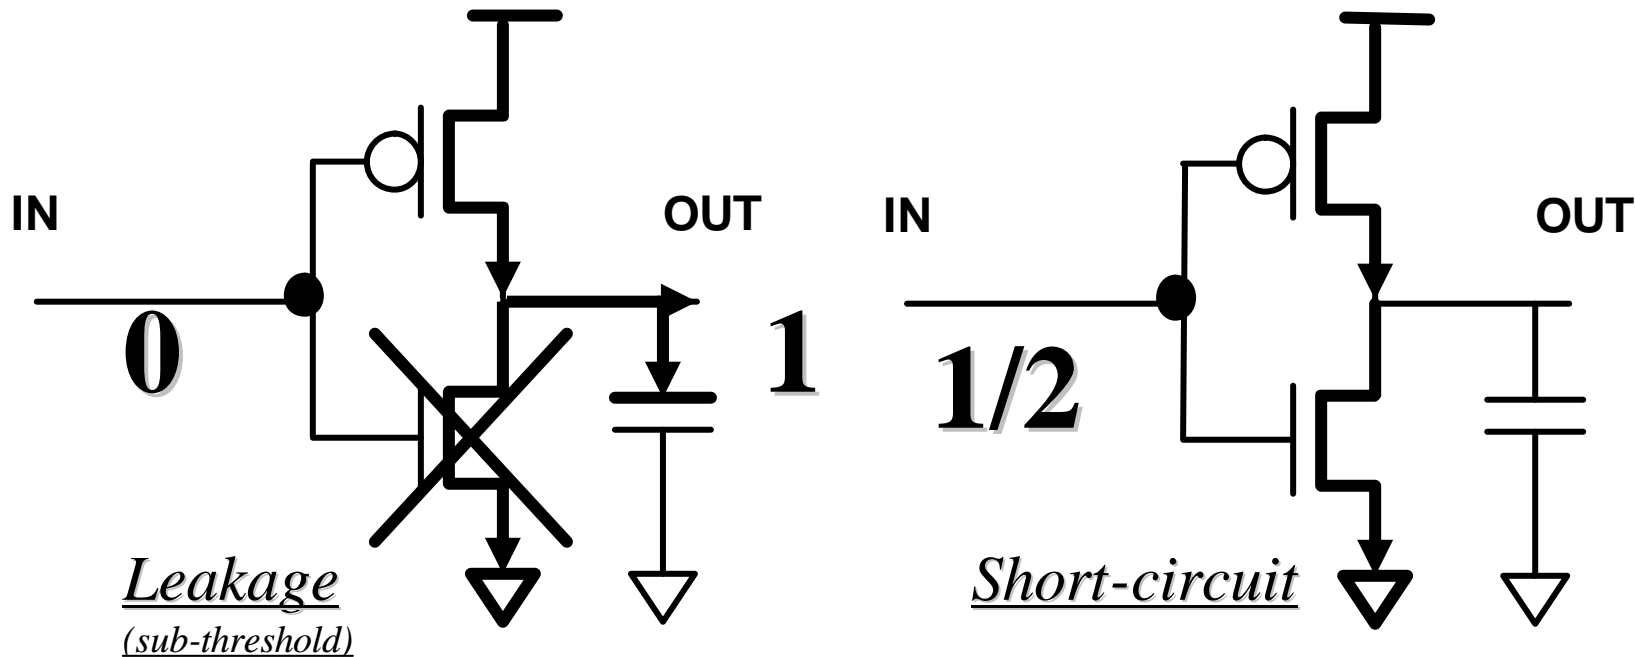 IN
OUT
0
1
Leakage
(sub-threshold)
IN
OUT
1/2
Short-circuit